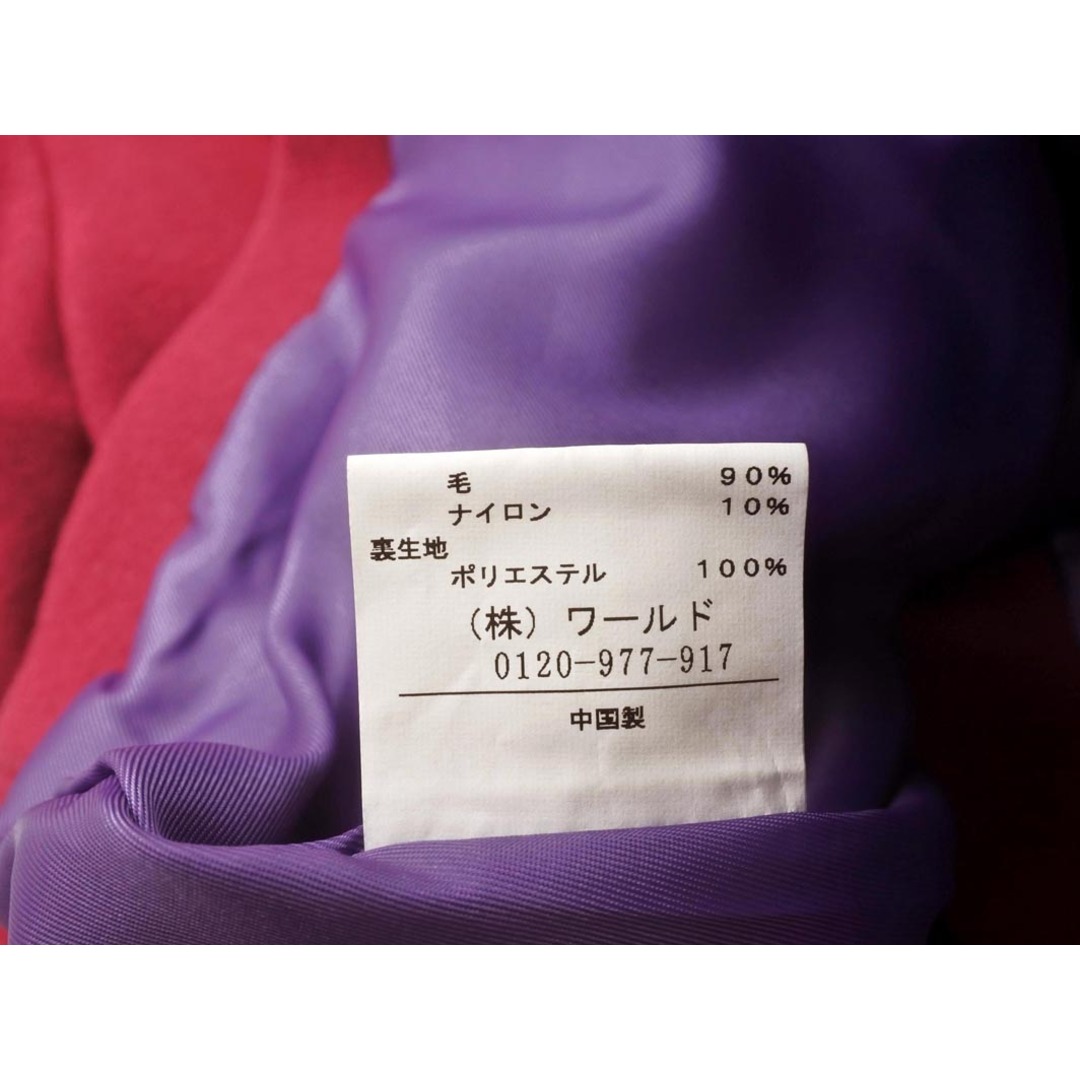 毛 90%
ナイロン 10%
裏生地
ポリエステル 100%
(株) ワールド
0120-977-917
中国製